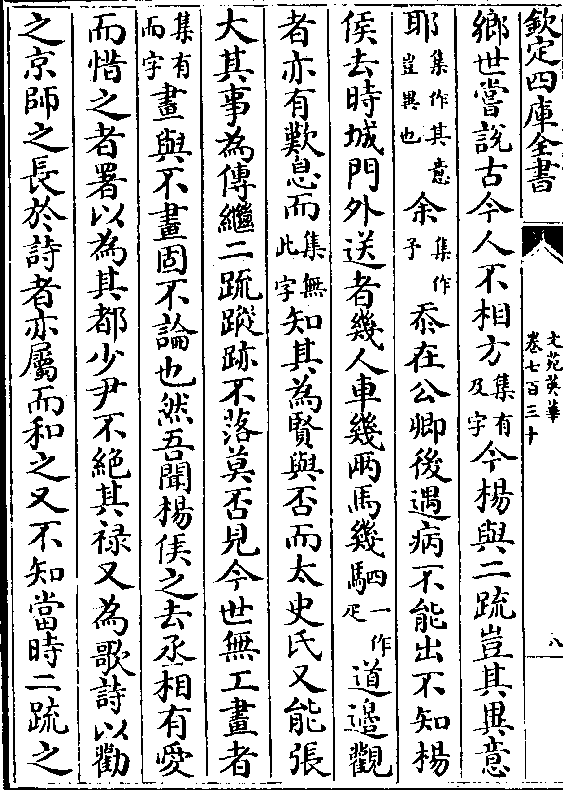 欽定四庫全書
文苑英華
卷七百三十
八
鄉世嘗說古今人不相方集有及字今楊與二疏豈其異意
耶集作其意豈異也余集作予忝在公卿後遇病不能出不知楊
侯去時城門外送者幾人車幾兩馬幾駟一作疋道邊觀
者亦有歎息而集無此字知其為賢與否而太史氏又能張
大其事為傳繼二疏蹤跡不落莫否見今世無工畫者
集有而字畫與不畫固不論也然吾聞楊侯之去丞相有愛
而惜之者署以為其都少尹不絕其祿又為歌詩以勸
之京師之長於詩者亦屬而和之又不知當時二疏之